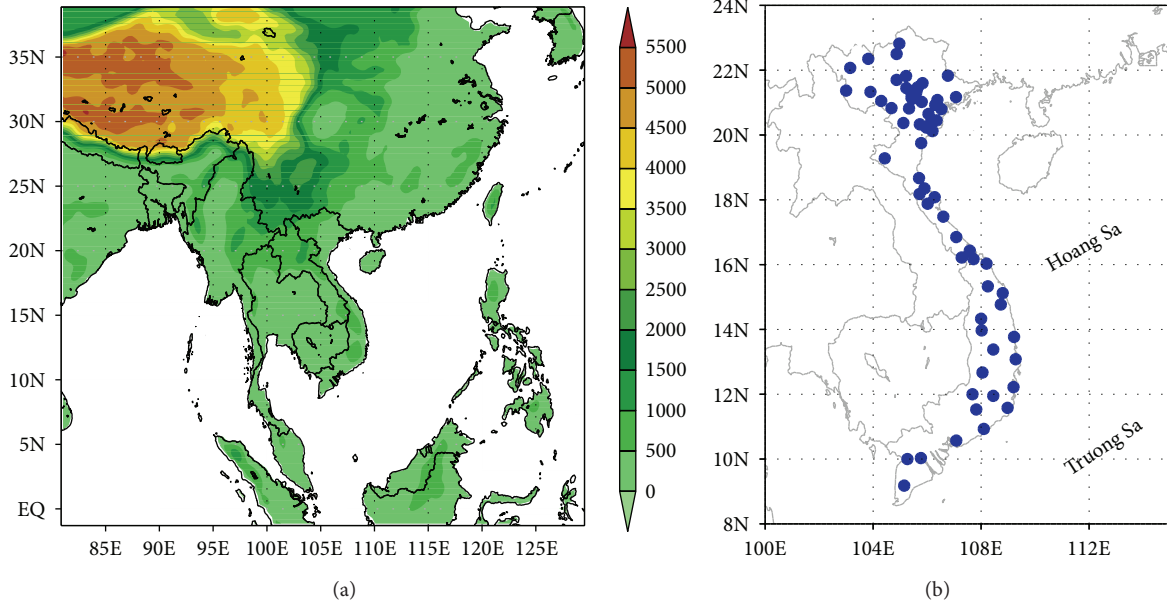 35N
30N
25N
20N
15N
10N
5N
EQ
85E 90E 95E 100E 105E 110E 115E 120E 125E
5500
5000
4500
4000
3500
3000
2500
2000
1500
1000
500
0
(a)
24N
22N
20N
18N
16N
14N
12N
10N
8N
100E 104E 108E 112E
Hoang Sa
Truong Sa
(b)